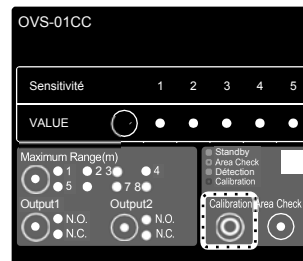 OVS-01CC
Sensitivité 1 2 3 4 5
VALUE
Maximum Range(m)
1 2 3 4
5 7 8
Standby
Area Check
Détection
Calibration
Output1 Output2
N.O. N.O.
N.C. N.C.
Calibration Area Check